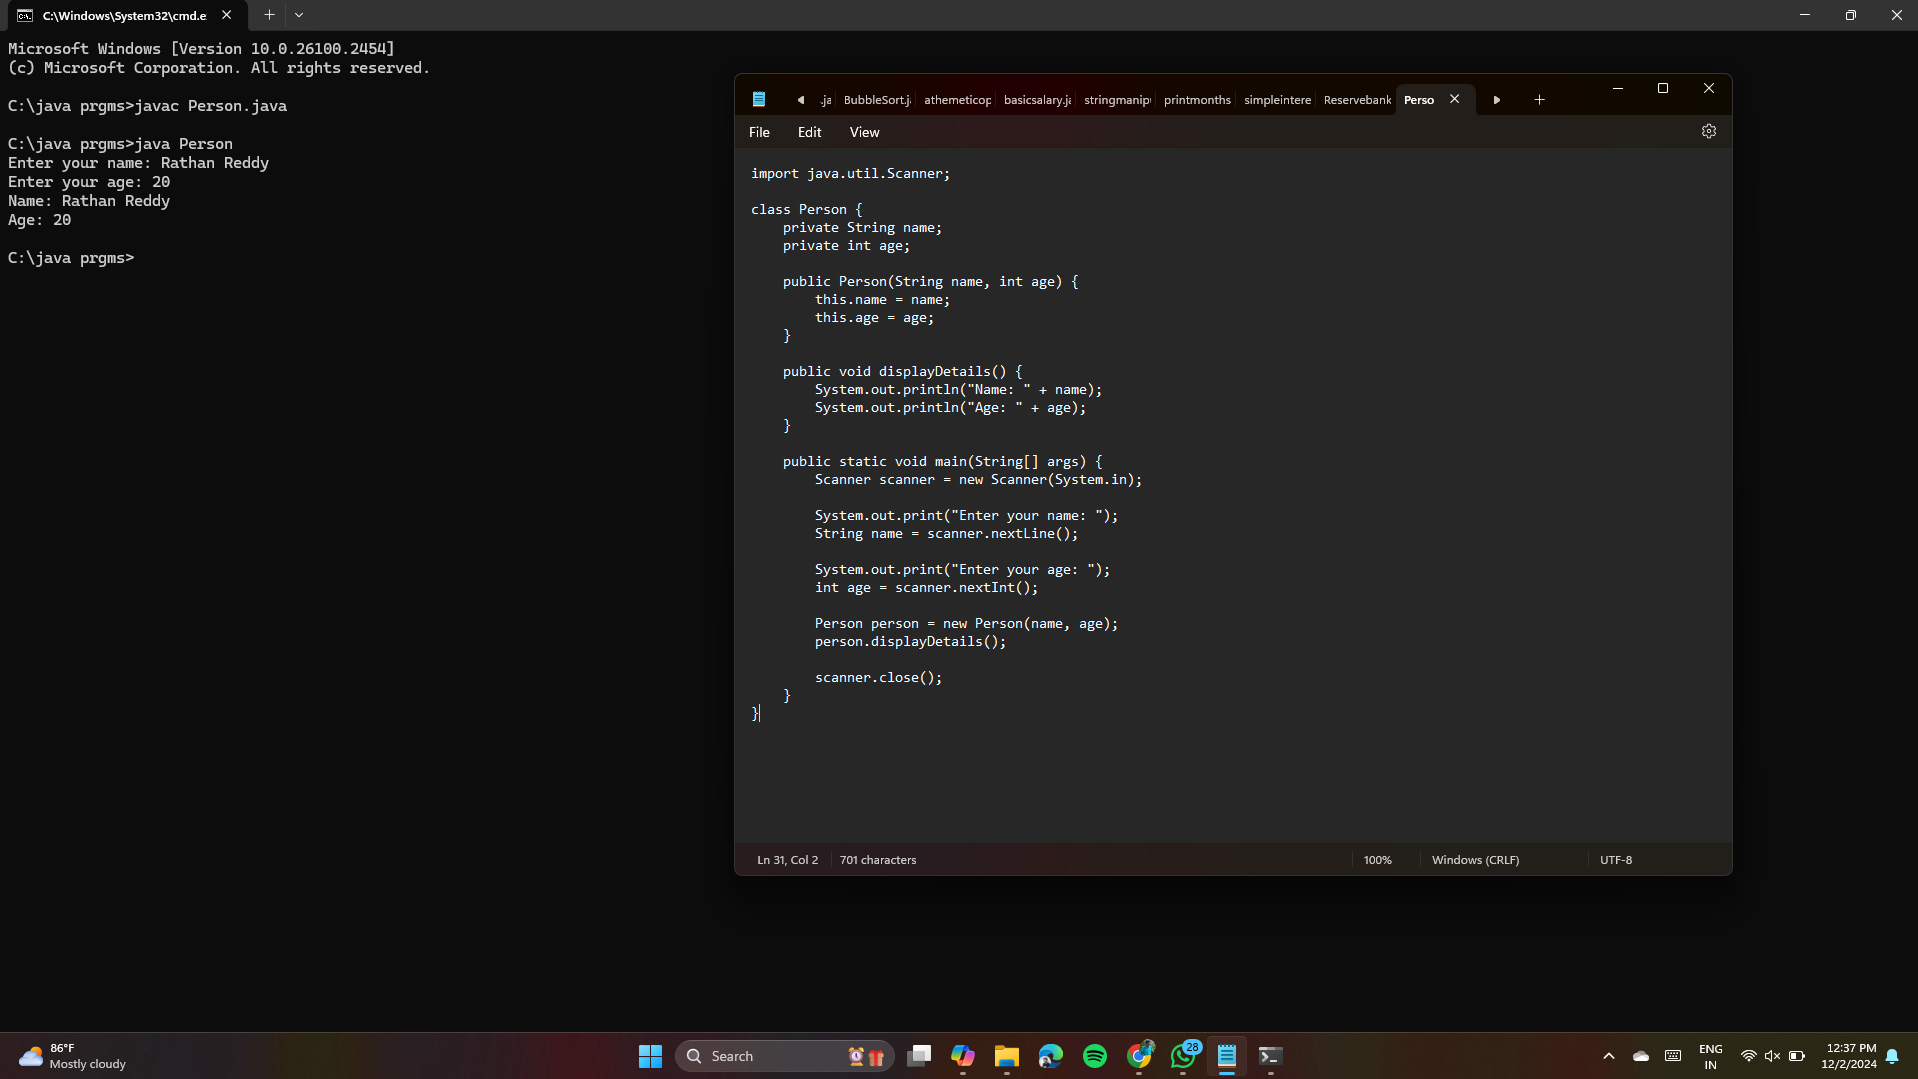 C:\Windows\System32\cmd.e
Microsoft Windows [Version 10.0.26100.2454]
(c) Microsoft Corporation. All rights reserved.
C:\java prgms>javac Person.java
C:\java prgms>java Person
Enter your name: Rathan Reddy
Enter your age: 20
Name: Rathan Reddy
Age: 20
C:\java prgms>
.ja BubbleSort.j athemeticop basicsalary.ja stringmanip printmonths simpleintere Reservebank Perso
File Edit View
import java.util.Scanner;
class Person {
    private String name;
    private int age;
    public Person(String name, int age) {
        this.name = name;
        this.age = age;
    }
    public void displayDetails() {
        System.out.println("Name: " + name);
        System.out.println("Age: " + age);
    }
    public static void main(String[] args) {
        Scanner scanner = new Scanner(System.in);
        System.out.print("Enter your name: ");
        String name = scanner.nextLine();
        System.out.print("Enter your age: ");
        int age = scanner.nextInt();
        Person person = new Person(name, age);
        person.displayDetails();
        scanner.close();
    }
}
Ln 31, Col 2 701 characters 100% Windows (CRLF) UTF-8
86°F
Mostly cloudy
Search
28
ENG
IN
12:37 PM
12/2/2024